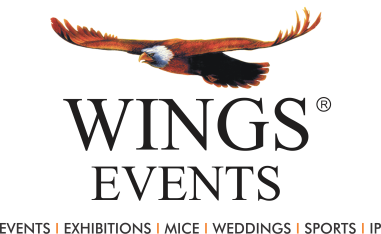 WINGS®
EVENTS
EVENTS | EXHIBITIONS | MICE | WEDDINGS | SPORTS | IP